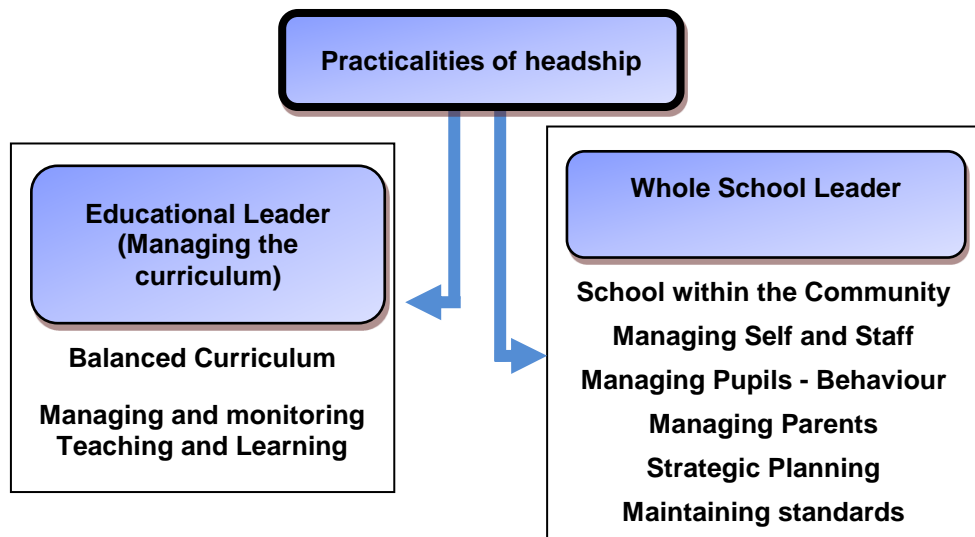 Practicalities of headship
Educational Leader
(Managing the
curriculum)
Balanced Curriculum
Managing and monitoring
Teaching and Learning
Whole School Leader
School within the Community
Managing Self and Staff
Managing Pupils - Behaviour
Managing Parents
Strategic Planning
Maintaining standards